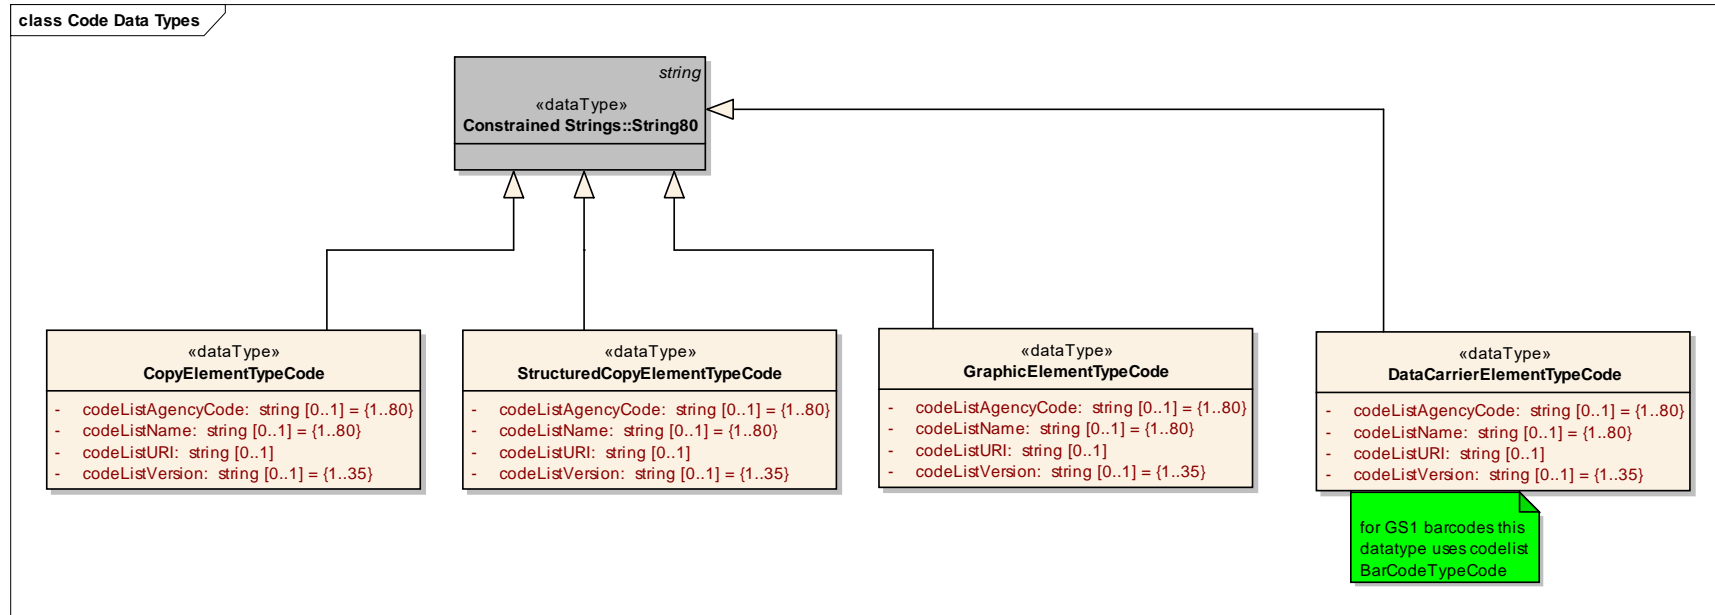 class Code Data Types
string
«dataType»
Constrained Strings::String80
«dataType»
CopyElementTypeCode
- codeListAgencyCode: string [0..1] = {1..80}
- codeListName: string [0..1] = {1..80}
- codeListURI: string [0..1]
- codeListVersion: string [0..1] = {1..35}
«dataType»
StructuredCopyElementTypeCode
- codeListAgencyCode: string [0..1] = {1..80}
- codeListName: string [0..1] = {1..80}
- codeListURI: string [0..1]
- codeListVersion: string [0..1] = {1..35}
«dataType»
GraphicElementTypeCode
- codeListAgencyCode: string [0..1] = {1..80}
- codeListName: string [0..1] = {1..80}
- codeListURI: string [0..1]
- codeListVersion: string [0..1] = {1..35}
«dataType»
DataCarrierElementTypeCode
- codeListAgencyCode: string [0..1] = {1..80}
- codeListName: string [0..1] = {1..80}
- codeListURI: string [0..1]
- codeListVersion: string [0..1] = {1..35}
for GS1 barcodes this
datatype uses codelist
BarCodeTypeCode